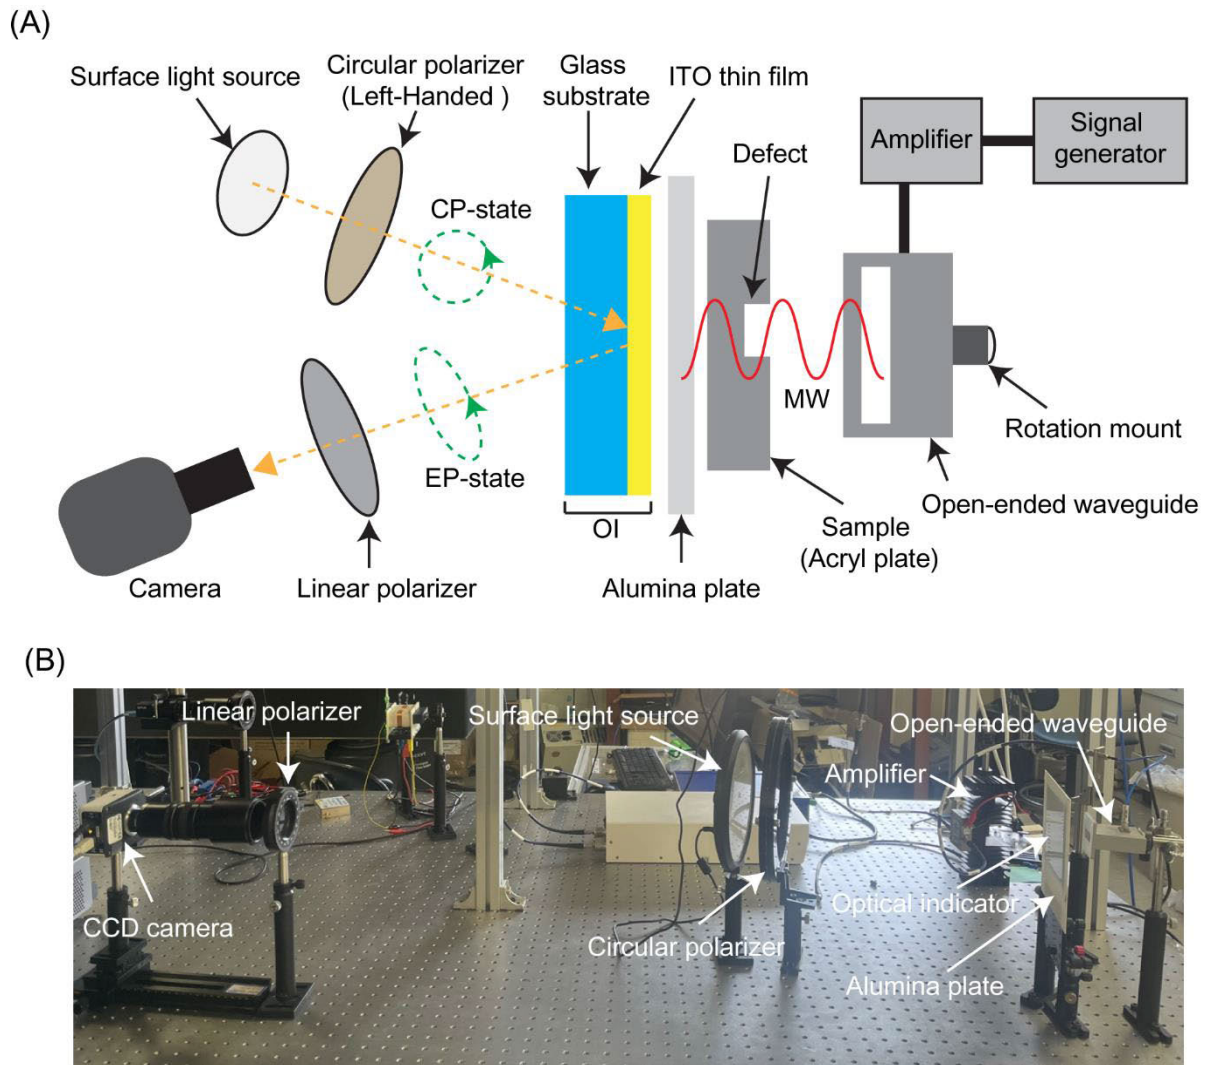 (A)
Surface light source
Circular polarizer
(Left-Handed )
Glass
substrate
ITO thin film
Defect
Amplifier
Signal
generator
CP-state
EP-state
MW
Rotation mount
Open-ended waveguide
OI
Sample
(Acryl plate)
Camera
Linear polarizer
Alumina plate
(B)
Linear polarizer
Surface light source
Open-ended waveguide
Amplifier
CCD camera
Circular polarizer
Optical indicator
Alumina plate